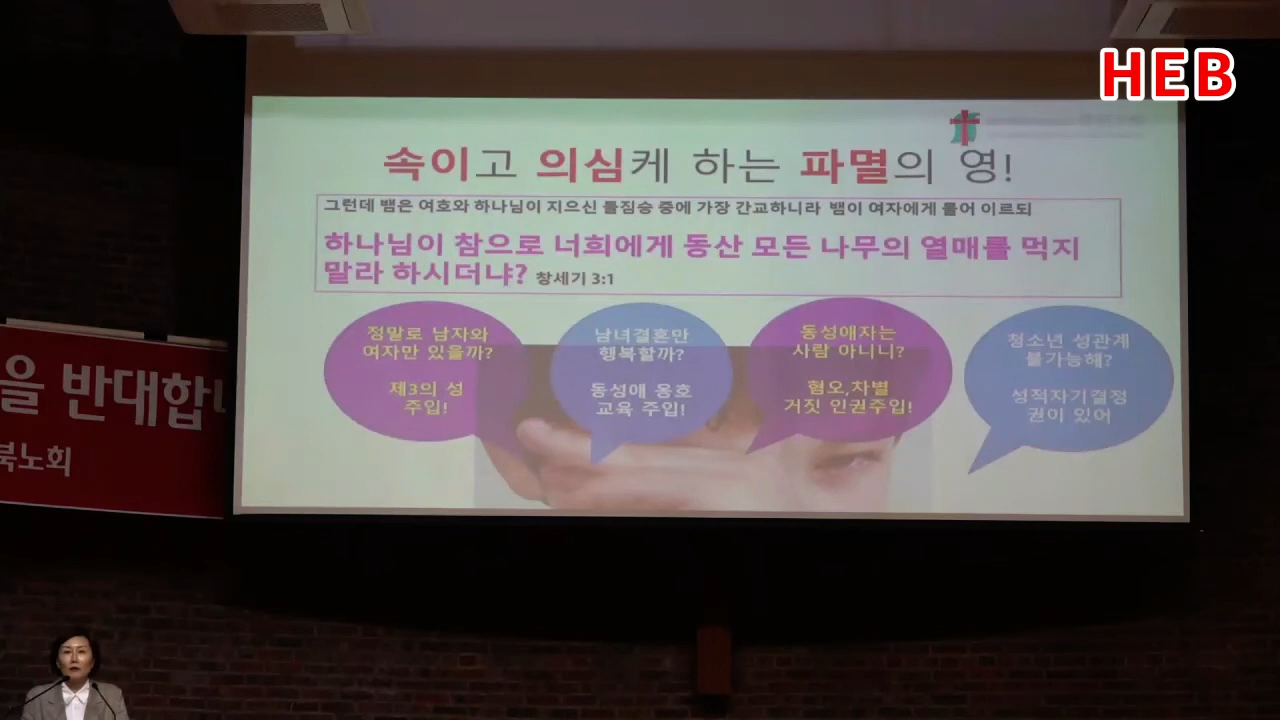 HEB
속이고 의심케 하는 파멸의 영!
그런데 뱀은 여호와 하나님이 지으신 들짐승 중에 가장 간교하니라 뱀이 여자에게 물어 이르되
하나님이 참으로 너희에게 동산 모든 나무의 열매를 먹지
말라 하시더냐? 창세기 3:1
정말로 남자와
여자만 있을까?
제3의 성
주입!
남녀결혼만
행복할까?
동성애 옹호
교육 주입!
동성애자는
사람 아니니?
혐오,차별
거짓 인권주입!
청소년 성관계
불가능해?
성적자기결정
권이 있어
을 반대합니
북노회